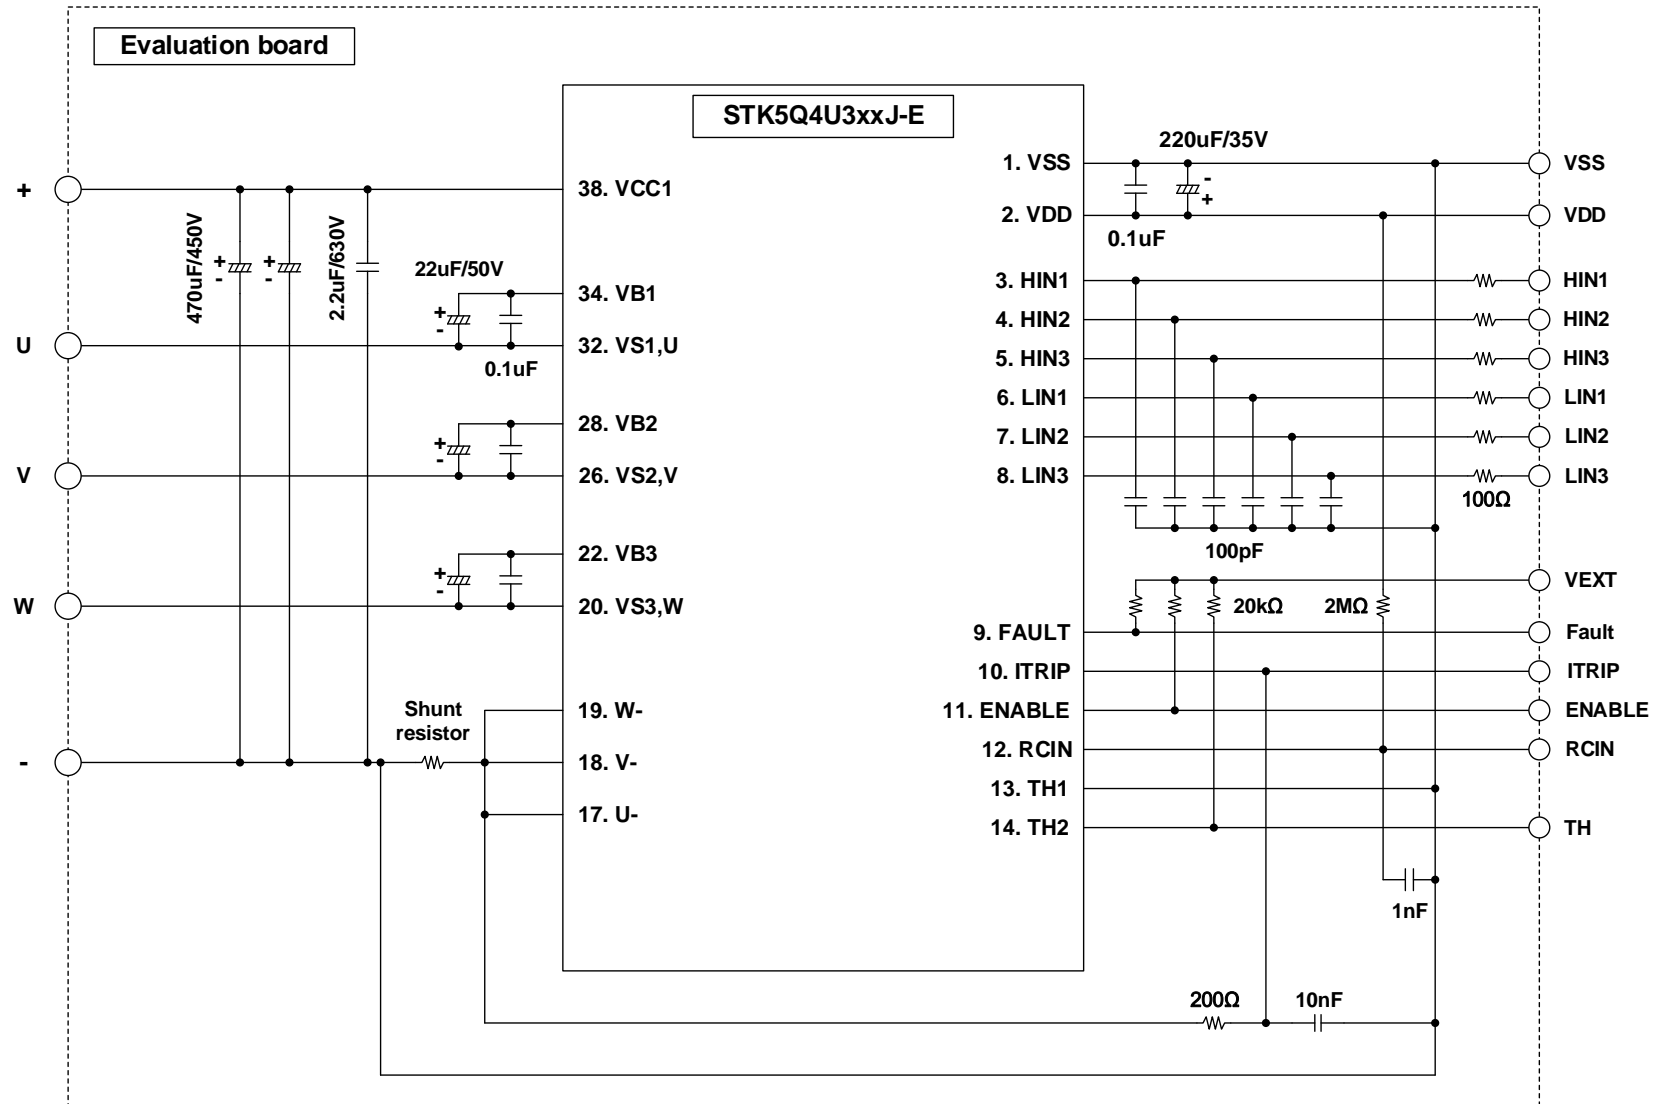 Evaluation board
STK5Q4U3xxJ-E
+
U
V
W
-
470uF/450V
+
-
+
-
2.2uF/630V
22uF/50V
+
-
0.1uF
+
-
+
-
Shunt
resistor
38. VCC1
34. VB1
32. VS1,U
28. VB2
26. VS2,V
22. VB3
20. VS3,W
19. W-
18. V-
17. U-
1. VSS
2. VDD
3. HIN1
4. HIN2
5. HIN3
6. LIN1
7. LIN2
8. LIN3
9. FAULT
10. ITRIP
11. ENABLE
12. RCIN
13. TH1
14. TH2
220uF/35V
-
+
0.1uF
100Ω
100pF
20kΩ
2MΩ
1nF
200Ω
10nF
VSS
VDD
HIN1
HIN2
HIN3
LIN1
LIN2
LIN3
VEXT
Fault
ITRIP
ENABLE
RCIN
TH